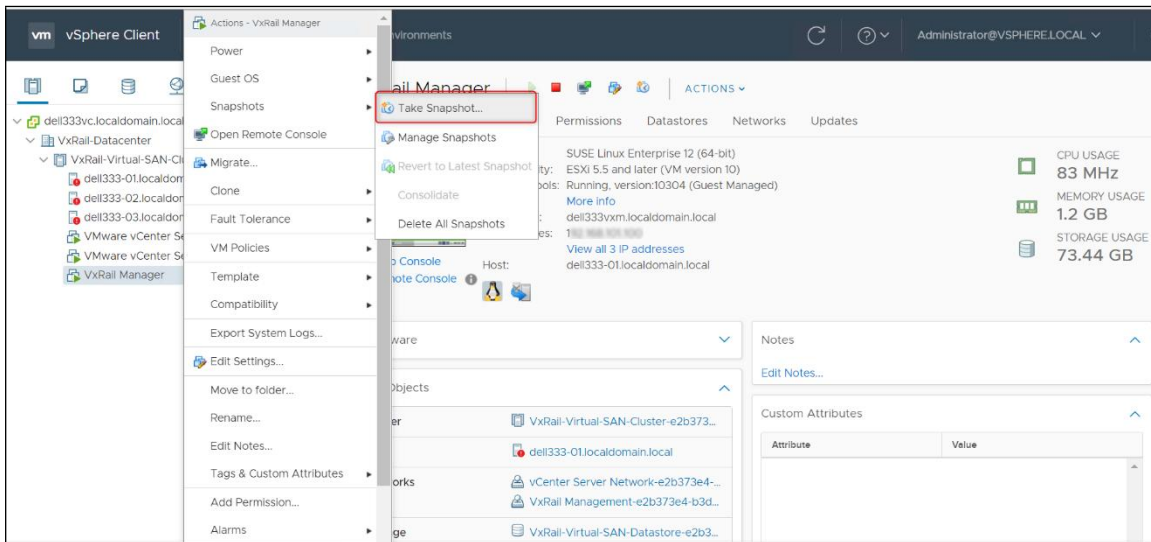 vm vSphere Client
nvironments
Administrator@VSPHERE.LOCAL
Actions - VxRail Manager
Power
Guest OS
Snapshots
Open Remote Console
Migrate...
Clone
Fault Tolerance
VM Policies
Template
Compatibility
Export System Logs...
Edit Settings...
Move to folder...
Rename...
Edit Notes...
Tags & Custom Attributes
Add Permission...
Alarms
Take Snapshot...
Manage Snapshots
Revert to Latest Snapshot
Consolidate
Delete All Snapshots
dell333vc.localdomain.local
VxRail-Datacenter
VxRail-Virtual-SAN-Cl
dell333-01.localdom
dell333-02.localdor
dell333-03.localdor
VMware vCenter Se
VMware vCenter Se
VxRail Manager
ail Manager
ACTIONS
Permissions Datastores Networks Updates
SUSE Linux Enterprise 12 (64-bit)
ty: ESXi 5.5 and later (VM version 10)
ools: Running, version:10304 (Guest Managed)
More info
dell333vxm.localdomain.local
es:
View all 3 IP addresses
Host: dell333-01.localdomain.local
Console
note Console
CPU USAGE
83 MHz
MEMORY USAGE
1.2 GB
STORAGE USAGE
73.44 GB
ware
Objects
er VxRail-Virtual-SAN-Cluster-e2b373...
dell333-01.localdomain.local
orks vCenter Server Network-e2b373e4-...
VxRail Management-e2b373e4-b3d...
ge VxRail-Virtual-SAN-Datastore-e2b3...
Notes
Edit Notes...
Custom Attributes
Attribute Value